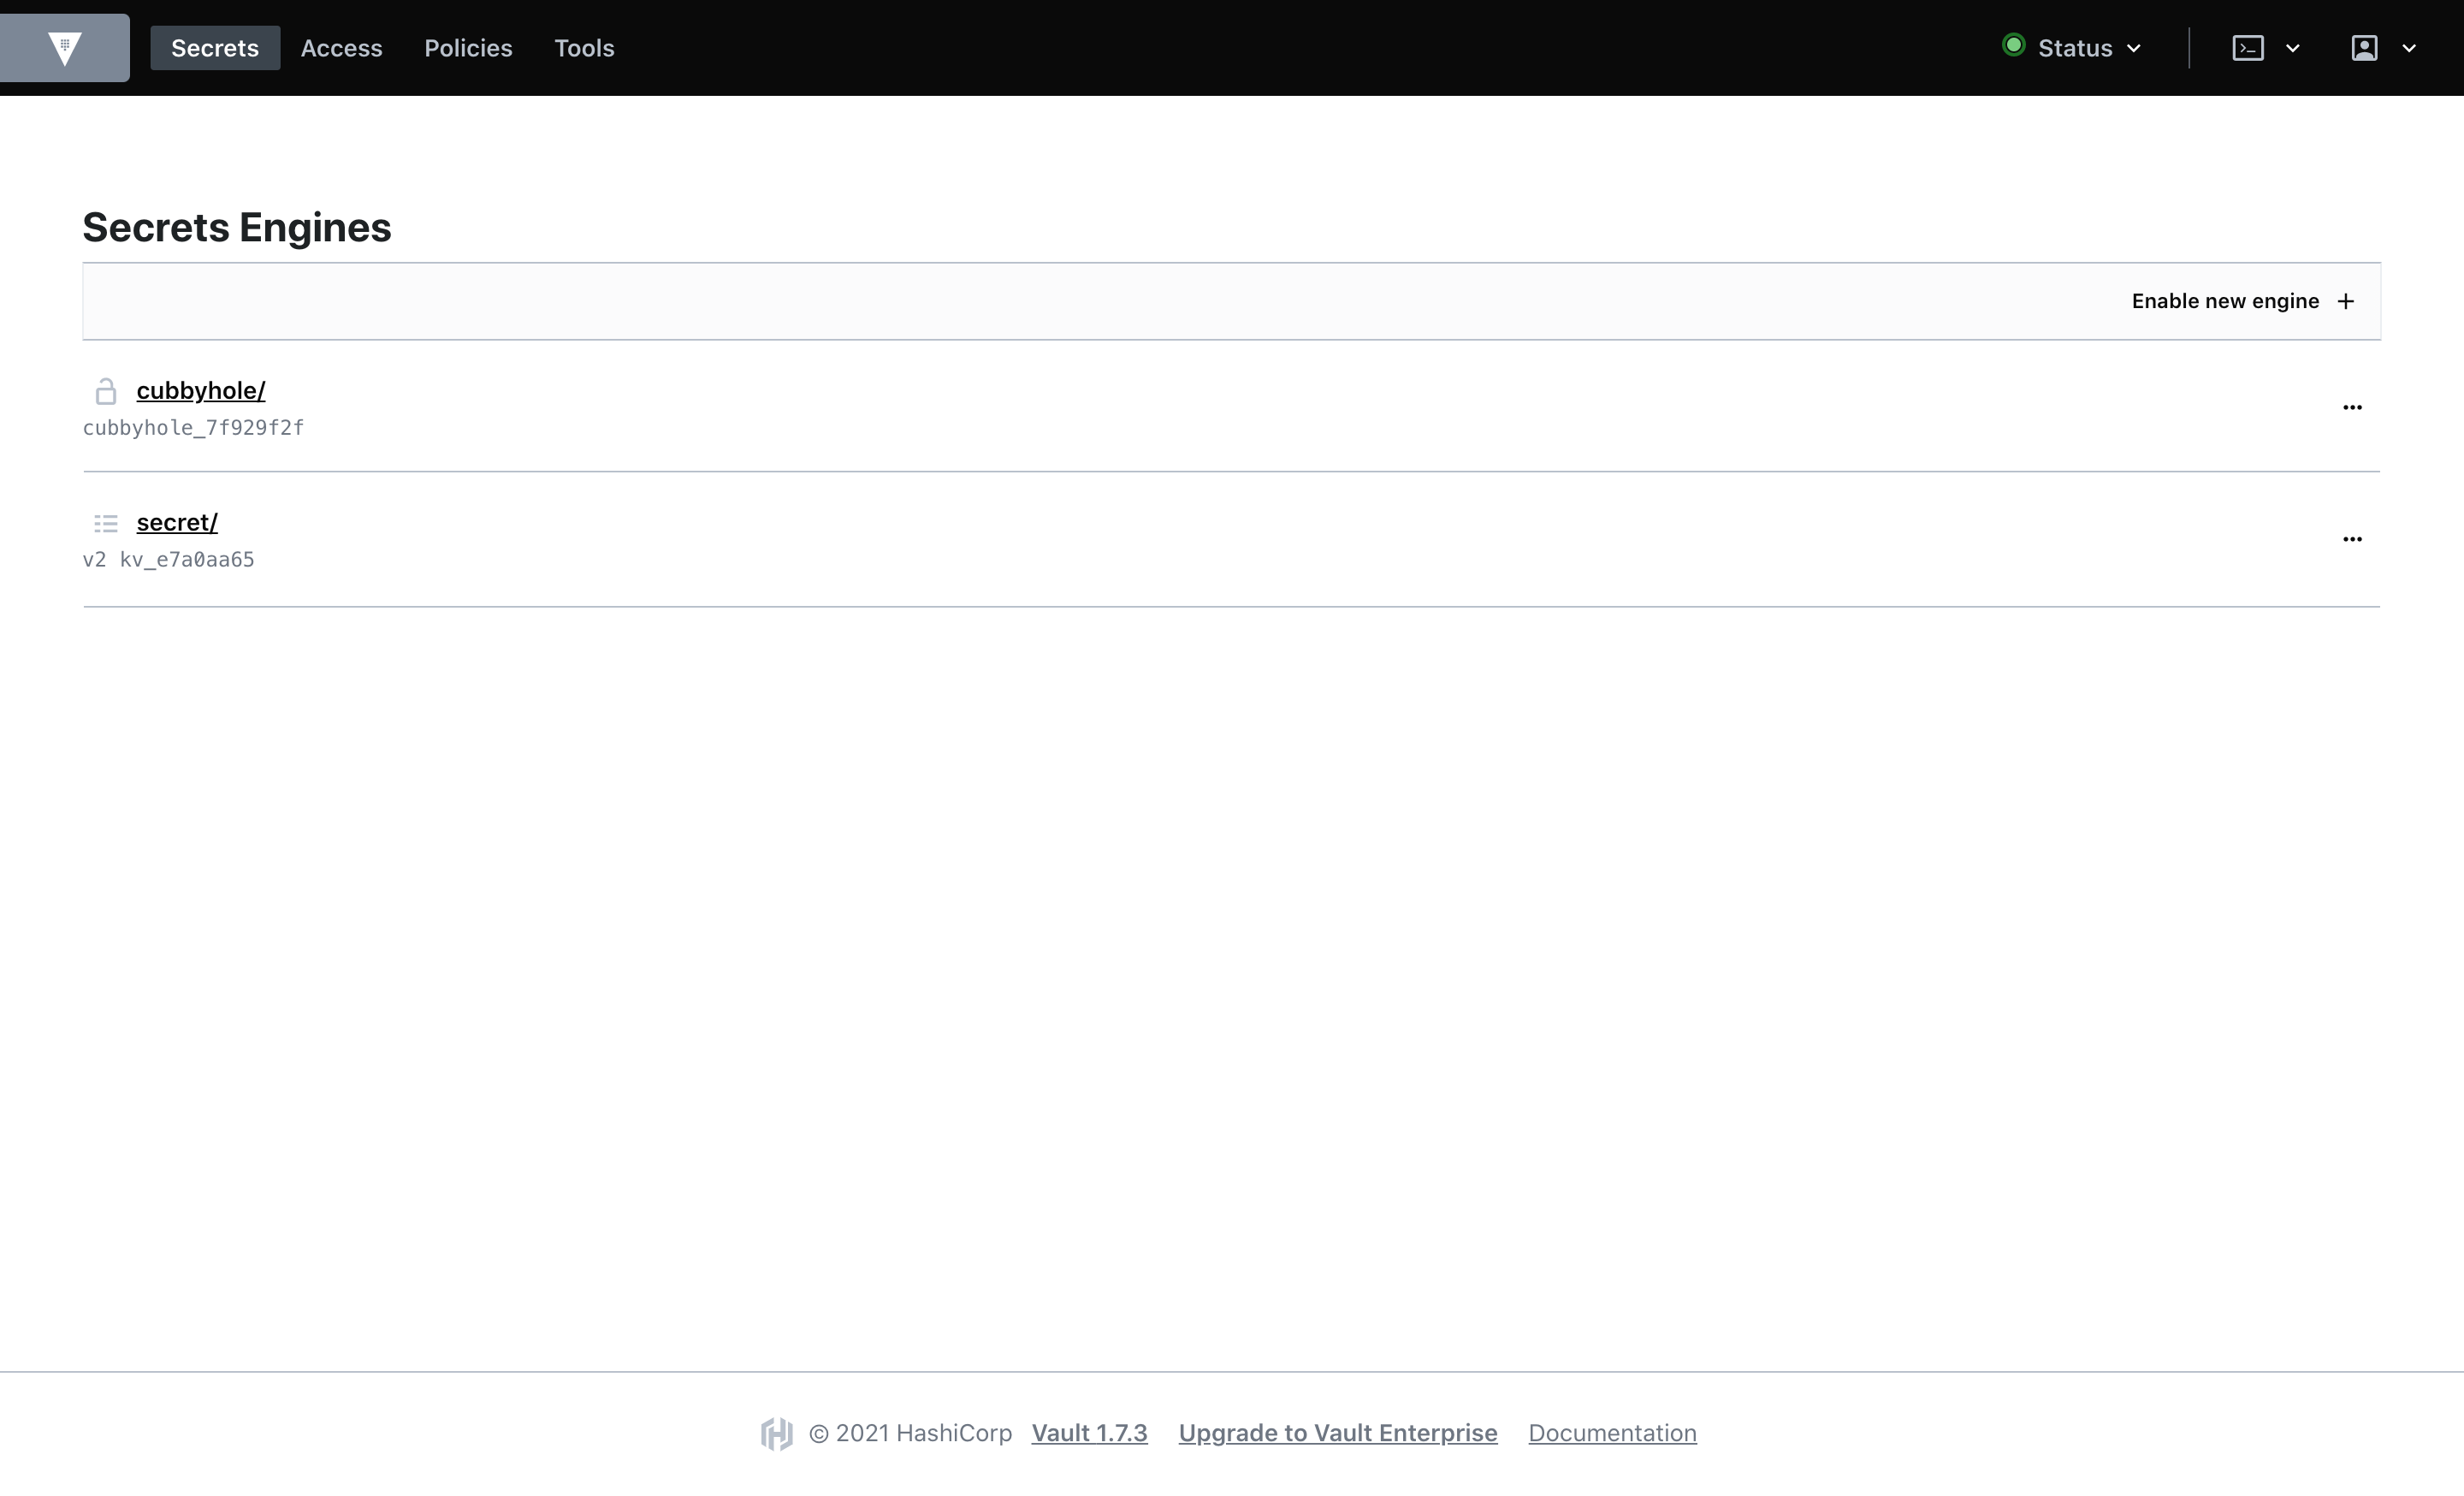 Secrets Access Policies Tools Status
Secrets Engines
Enable new engine
cubbyhole/
cubbyhole_7f929f2f
secret/
v2 kv_e7a0aa65
© 2021 HashiCorp Vault 1.7.3 Upgrade to Vault Enterprise Documentation